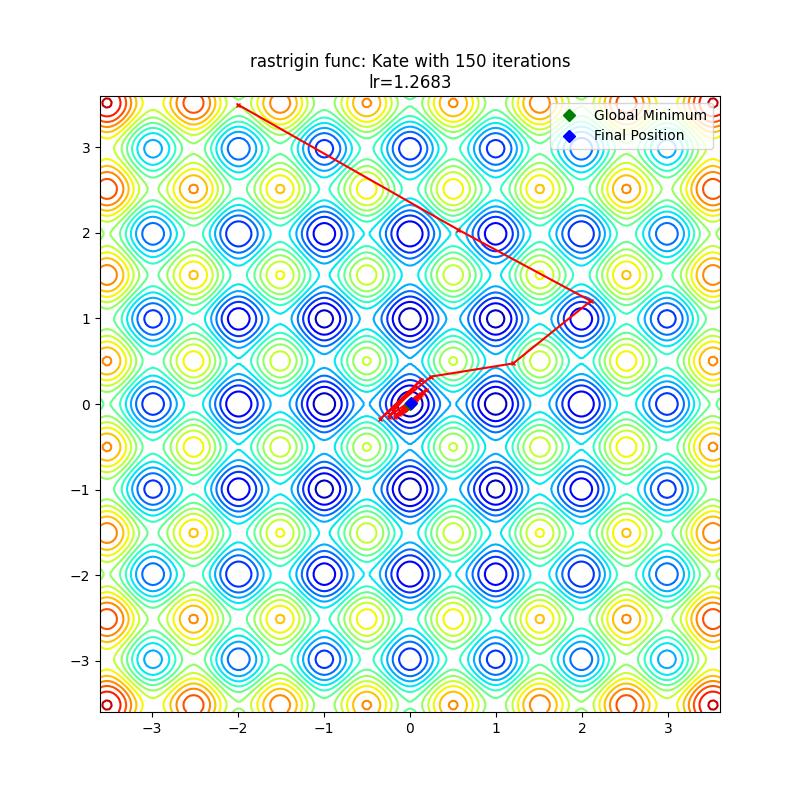 rastrigin func: Kate with 150 iterations
lr=1.2683
Global Minimum
Final Position
3
2
1
0
−1
−2
−3
−3 −2 −1 0 1 2 3